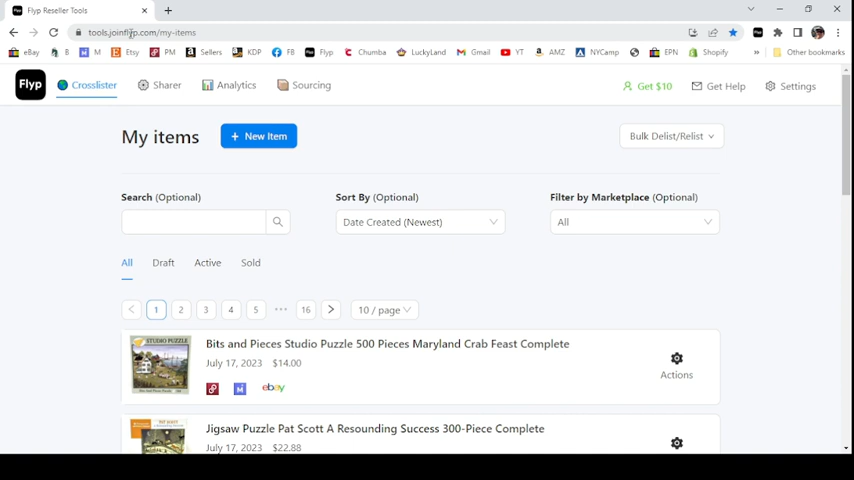 Flyp Flyp Reseller Tools
tools.joinflyp.com/my-items
eBay B M Etsy PM Sellers KDP FB Flyp Chumba LuckyLand Gmail YT AMZ NYCamp EPN Shopify » Other bookmarks
Flyp Crosslister Sharer Analytics Sourcing Get $10 Get Help Settings
My items + New Item Bulk Delist/Relist
Search (Optional) Sort By (Optional) Filter by Marketplace (Optional)
Date Created (Newest) All
All Draft Active Sold
1 2 3 4 5 ••• 16 10 / page
STUDIO PUZZLE
Bits and Pieces Studio Puzzle 500 Pieces Maryland Crab Feast Complete
July 17, 2023 $14.00
ebay
Actions
Jigsaw Puzzle Pat Scott A Resounding Success 300-Piece Complete
July 17, 2023 $22.88